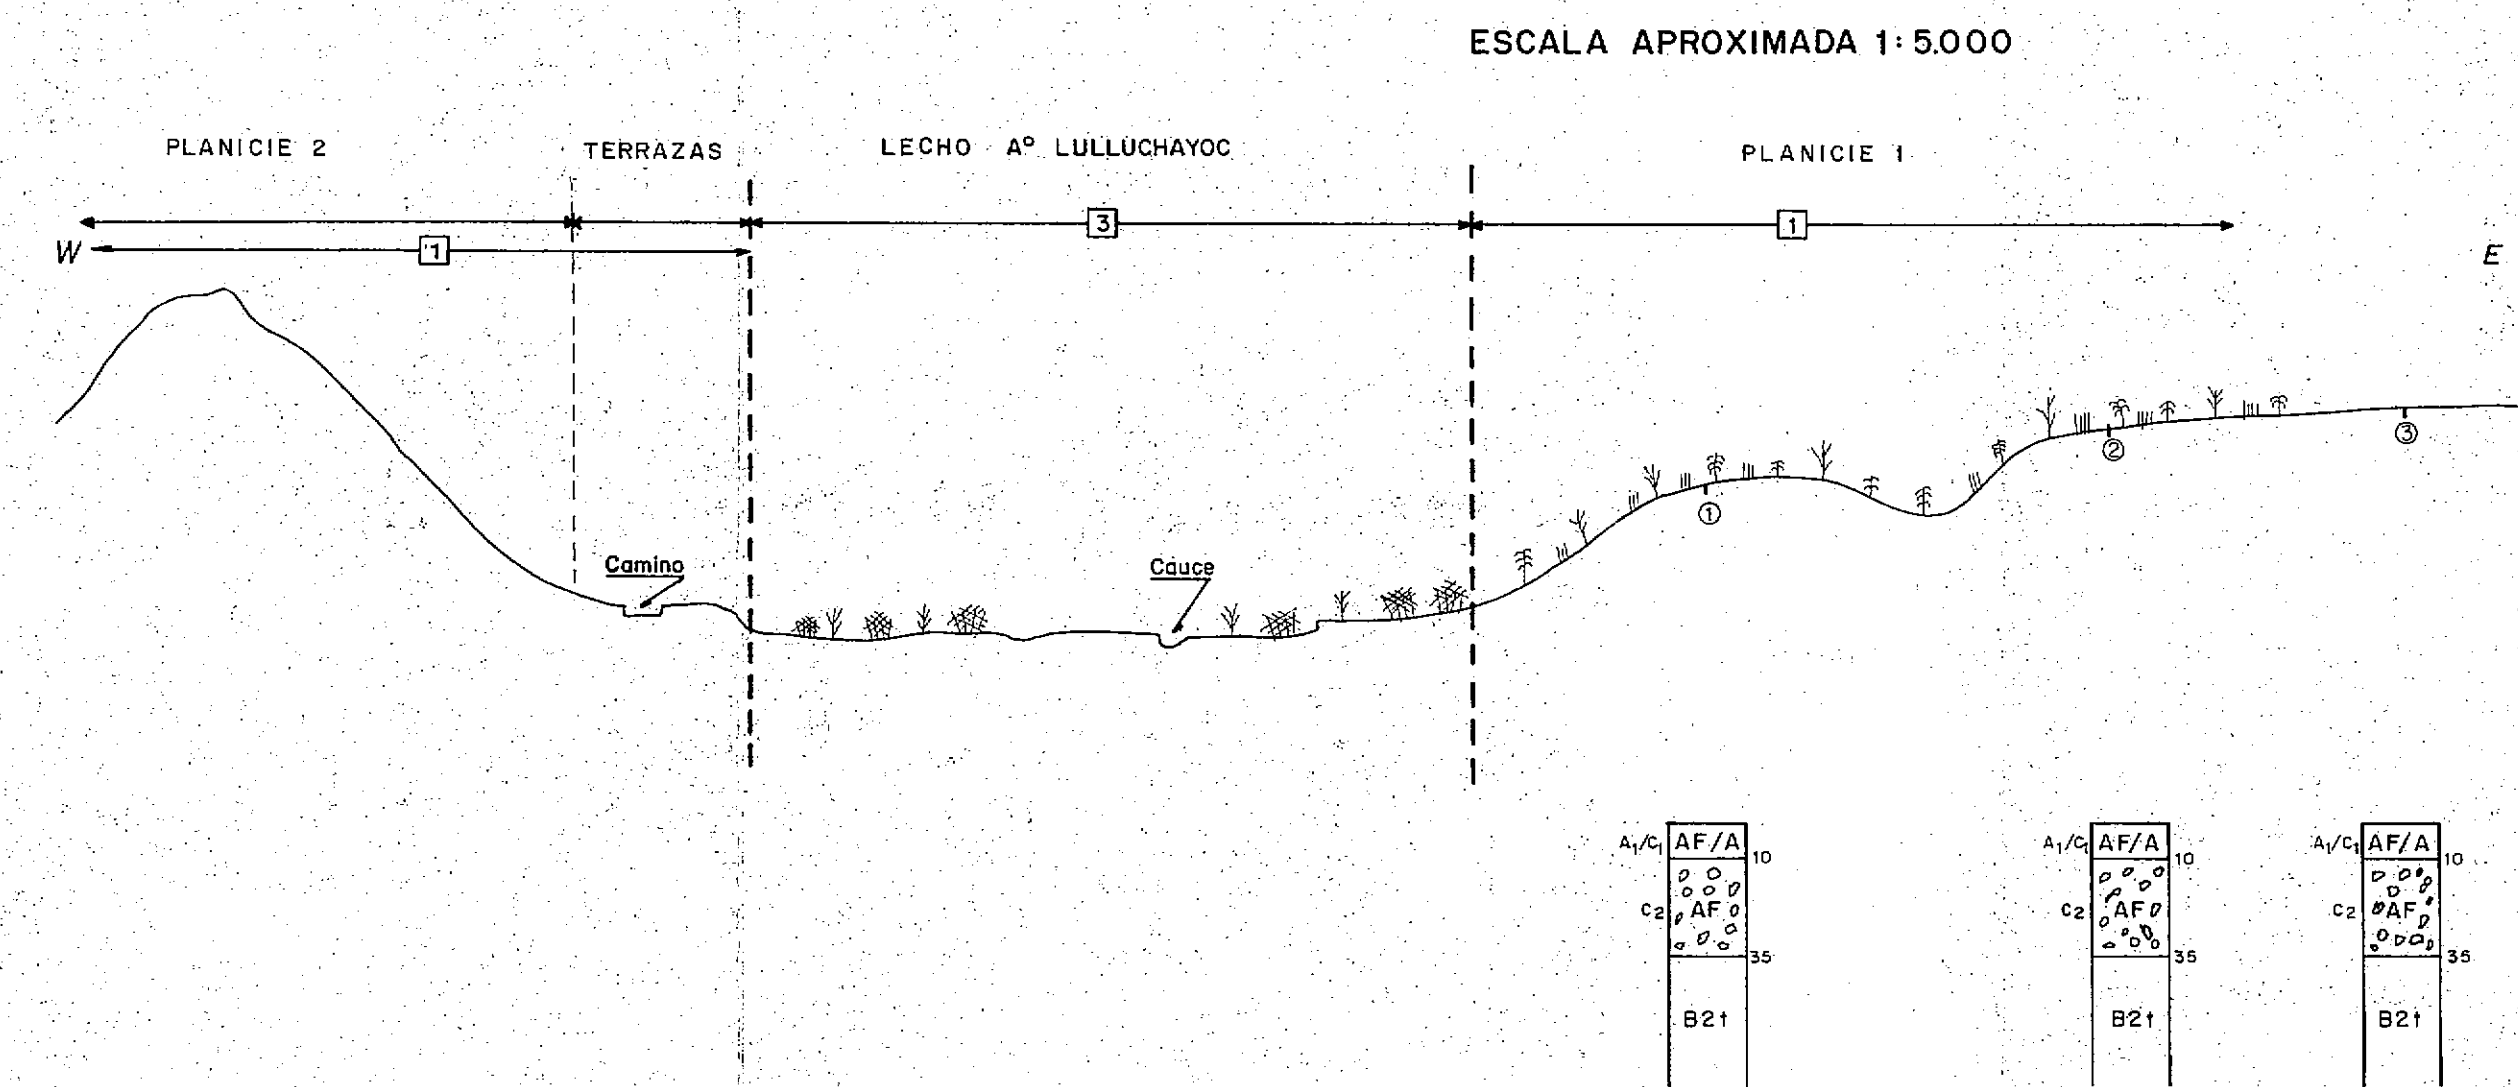 ESCALA APROXIMADA 1:5.000
PLANICIE 2
TERRAZAS
LECHO A° LULLUCHAYOC
PLANICIE 1
3
1
W
1
E
Camino
Cauce
1
2
3
A1/C1 AF/A 10
C2 AF 35
B2t
A1/C1 AF/A 10
C2 AF 35
B2t
A1/C1 AF/A 10
C2 AF 35
B2t